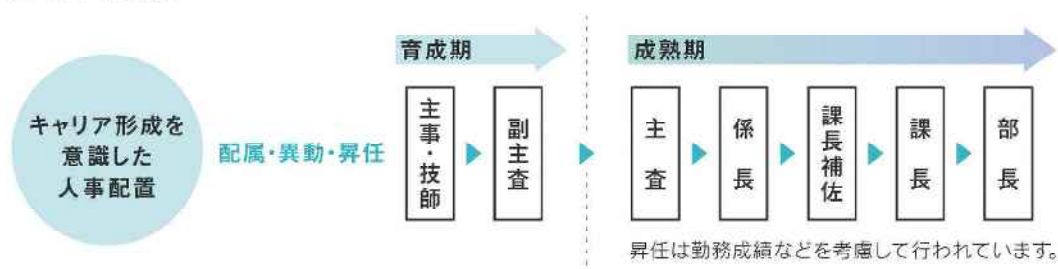 育成期
成熟期
キャリア形成を
意識した
人事配置
配属・異動・昇任
主事・技師
副主査
主査
係長
課長補佐
課長
部長
昇任は勤務成績などを考慮して行われています。